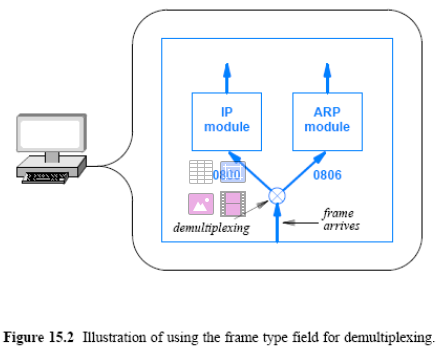 IP
module
ARP
module
0800
0806
demultiplexing
frame
arrives
Figure 15.2 Illustration of using the frame type field for demultiplexing.